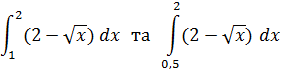 ∫₁²(2 − √x) dx та ∫₀,₅²(2 − √x) dx